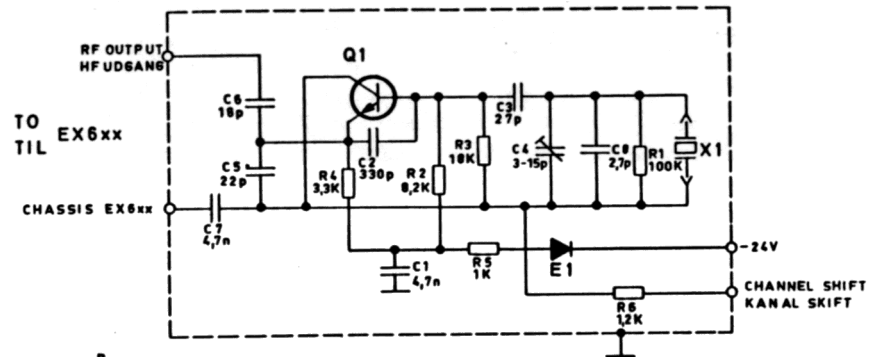 RF OUTPUT
HF UDGANG
TO
TIL
EX6xx
CHASSIS EX6xx
Q1
C6
18p
C5
22p
C7
4,7n
R4
3,3K
C2
330p
R2
8,2K
R3
18K
C3
27p
C4
3-15p
C8
2,7p
R1
100K
X1
C1
4,7n
R5
1K
E1
-24V
R6
1,2K
CHANNEL SHIFT
KANAL SKIFT